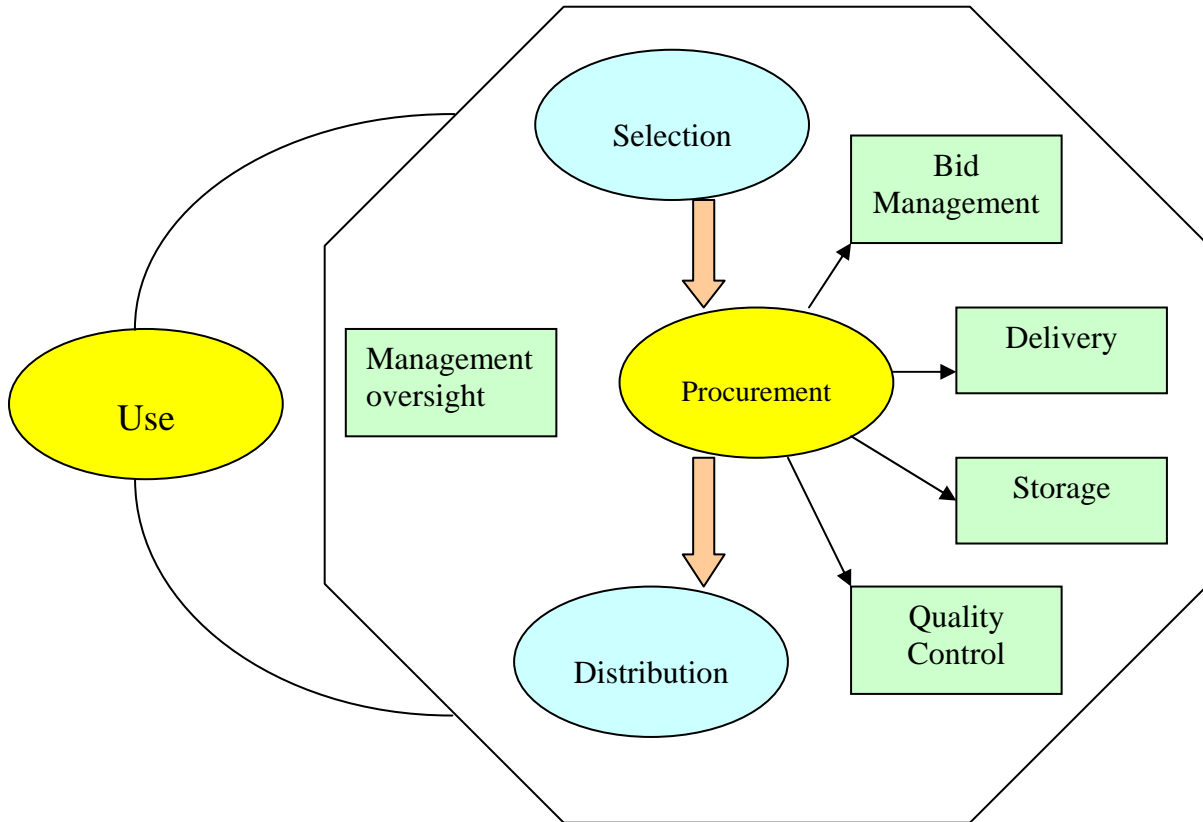 Selection
Bid
Management
Delivery
Management
oversight
Procurement
Use
Storage
Quality
Control
Distribution